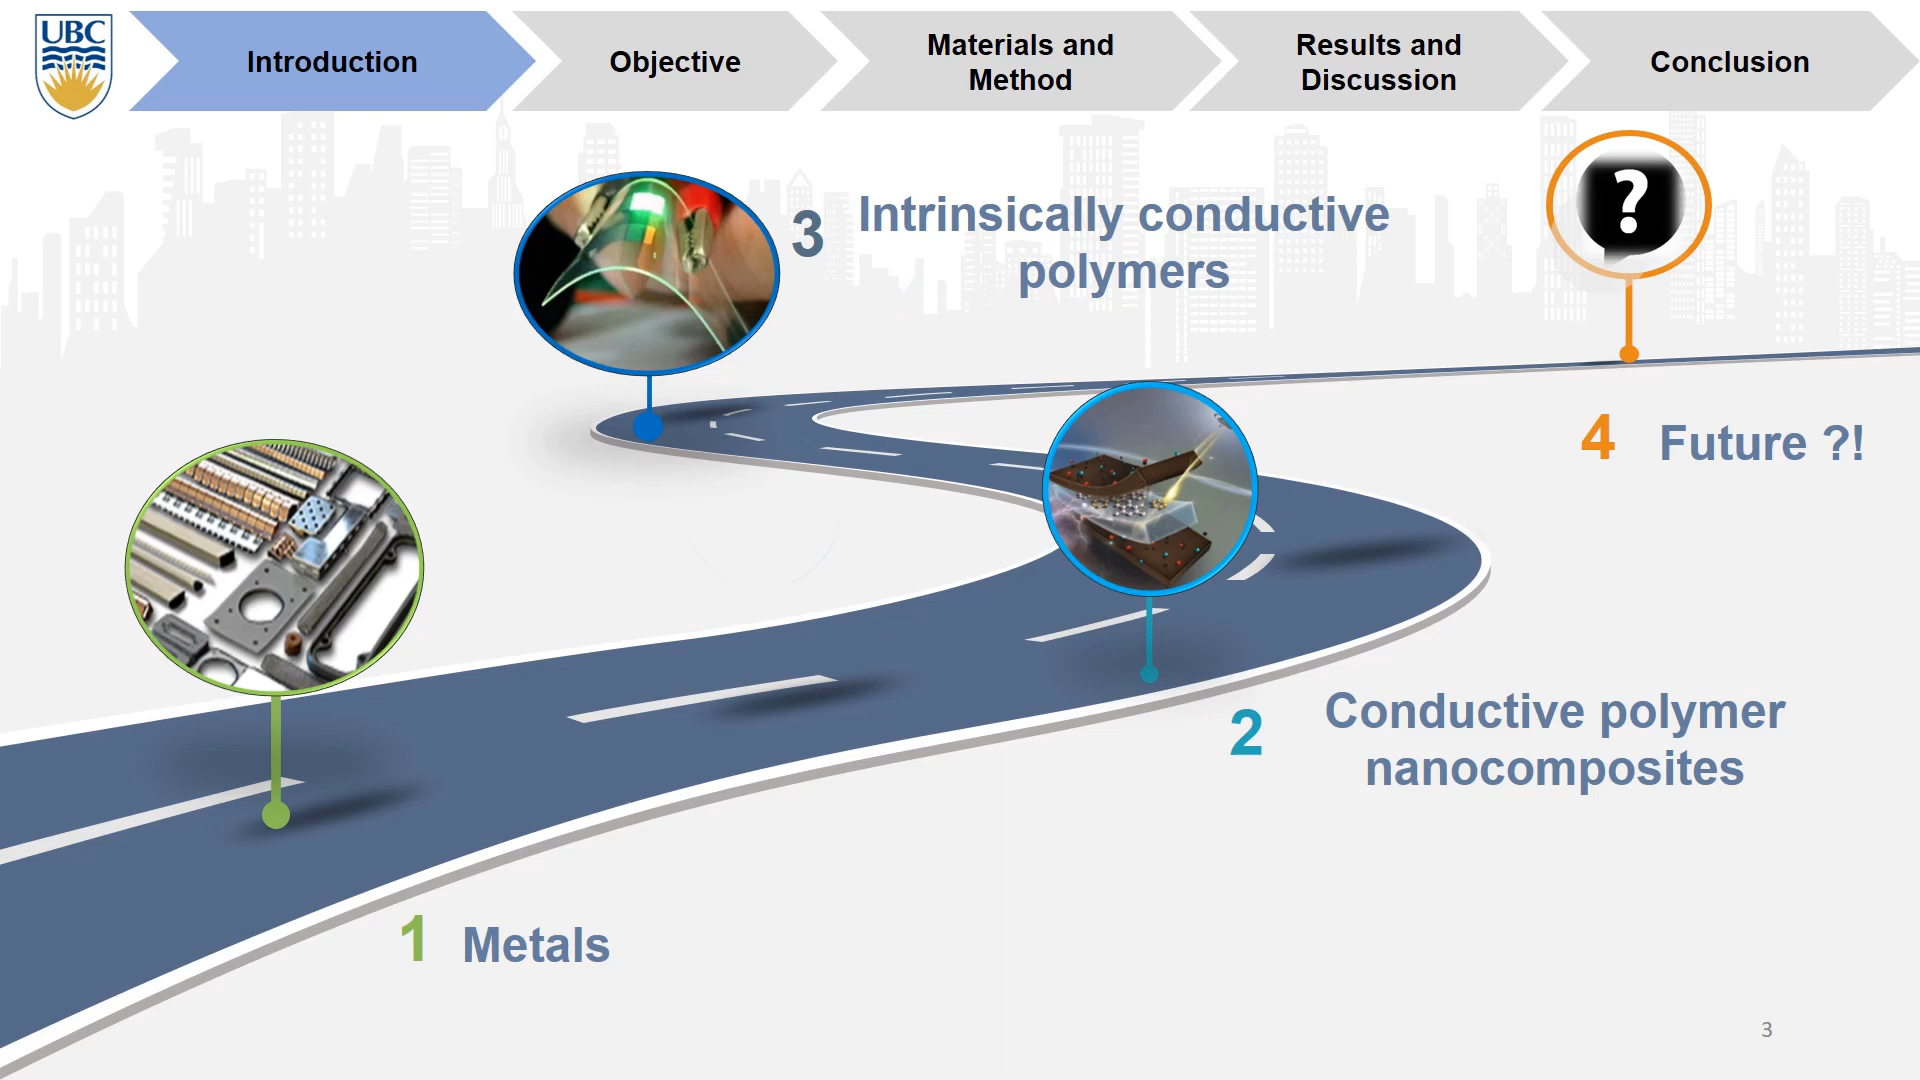 UBC
Introduction
Objective
Materials and
Method
Results and
Discussion
Conclusion
?
3
Intrinsically conductive
polymers
4
Future ?!
2
Conductive polymer
nanocomposites
1
Metals
3